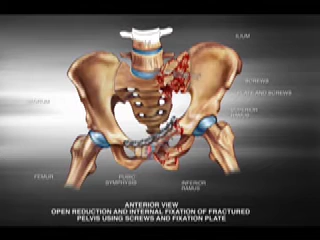 ILIUM
SCREWS
PLATE AND SCREWS
SUPERIOR
RAMUS
FEMUR
PUBIC
SYMPHYSIS
INFERIOR
RAMUS
ANTERIOR VIEW
OPEN REDUCTION AND INTERNAL FIXATION OF FRACTURED
PELVIS USING SCREWS AND FIXATION PLATE